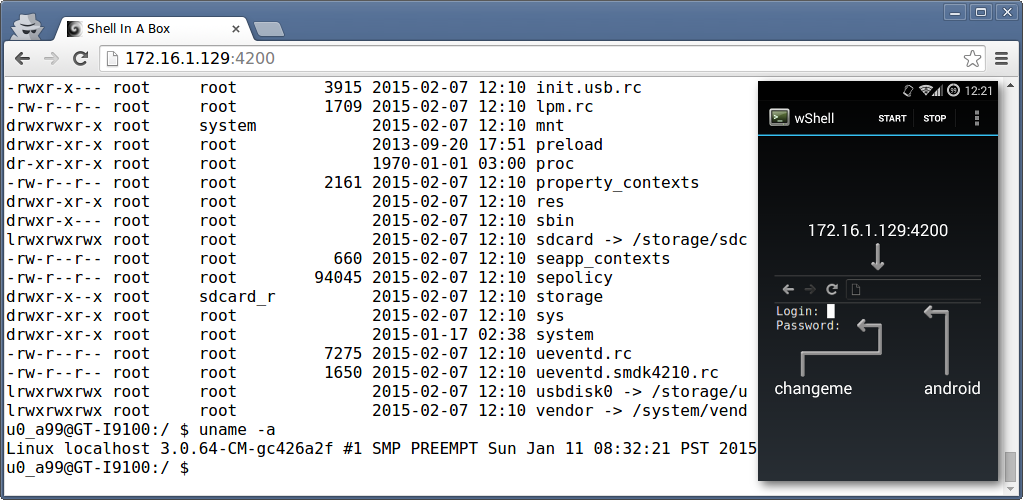 Shell In A Box
172.16.1.129:4200
-rwxr-x--- root     root         3915 2015-02-07 12:10 init.usb.rc
-rw-r--r-- root     root         1709 2015-02-07 12:10 lpm.rc
drwxrwxr-x root     system            2015-02-07 12:10 mnt
drwxr-xr-x root     root              2013-09-20 17:51 preload
dr-xr-xr-x root     root              1970-01-01 03:00 proc
-rw-r--r-- root     root         2161 2015-02-07 12:10 property_contexts
drwxr-xr-x root     root              2015-02-07 12:10 res
drwxr-x--- root     root              2015-02-07 12:10 sbin
lrwxrwxrwx root     root              2015-02-07 12:10 sdcard -> /storage/sdc
-rw-r--r-- root     root          660 2015-02-07 12:10 seapp_contexts
-rw-r--r-- root     root        94045 2015-02-07 12:10 sepolicy
drwxr-x--x root     sdcard_r          2015-02-07 12:10 storage
drwxr-xr-x root     root              2015-02-07 12:10 sys
drwxr-xr-x root     root              2015-01-17 02:38 system
-rw-r--r-- root     root         7275 2015-02-07 12:10 ueventd.rc
-rw-r--r-- root     root         1650 2015-02-07 12:10 ueventd.smdk4210.rc
lrwxrwxrwx root     root              2015-02-07 12:10 usbdisk0 -> /storage/u
lrwxrwxrwx root     root              2015-02-07 12:10 vendor -> /system/vend
u0_a99@GT-I9100:/ $ uname -a
Linux localhost 3.0.64-CM-gc426a2f #1 SMP PREEMPT Sun Jan 11 08:32:21 PST 2015
u0_a99@GT-I9100:/ $
12:21
wShell START STOP
172.16.1.129:4200
Login:
Password:
changeme android